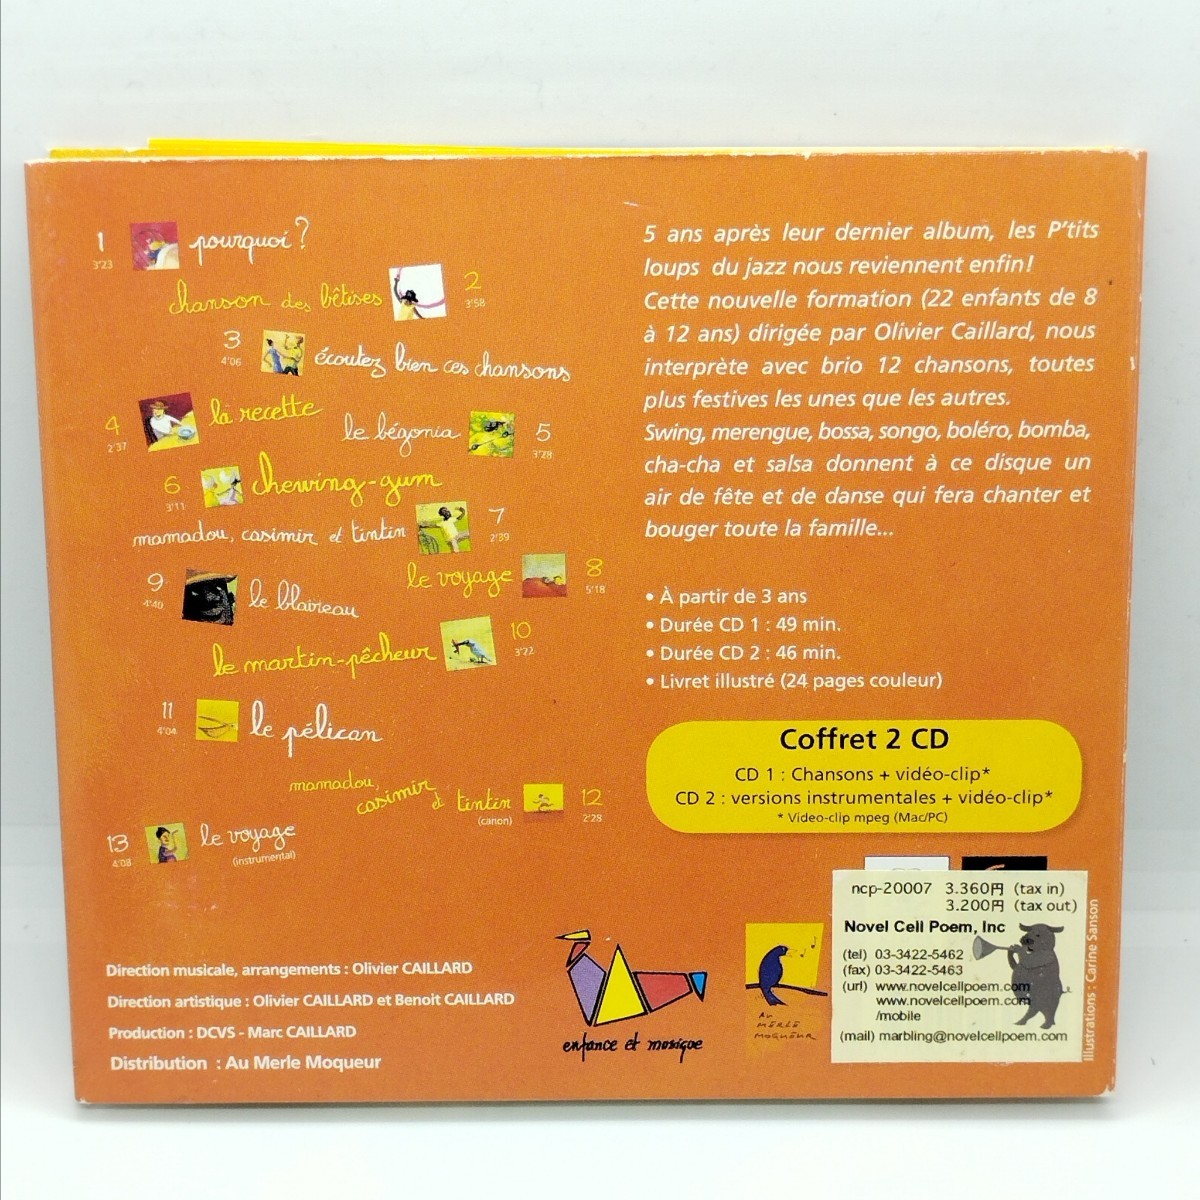 1 pourquoi?
3'23
chanson des bêtises 2
3'58
3 écoutez bien ces chansons
4'06
4 la recette
2'37
le bégonia 5
3'28
6 chewing-gum
3'11
mamadou, casimir et tintin 7
2'39
le voyage 8
5'18
9 le blaireau
4'40
le martin-pêcheur 10
3'22
11 le pélican
4'04
mamadou,
casimir et tintin 12
(canon) 2'28
13 le voyage
4'08 (instrumental)
Direction musicale, arrangements : Olivier CAILLARD
Direction artistique : Olivier CAILLARD et Benoit CAILLARD
Production : DCVS - Marc CAILLARD
Distribution : Au Merle Moqueur
5 ans après leur dernier album, les P'tits
loups du jazz nous reviennent enfin!
Cette nouvelle formation (22 enfants de 8
à 12 ans) dirigée par Olivier Caillard, nous
interprète avec brio 12 chansons, toutes
plus festives les unes que les autres.
Swing, merengue, bossa, songo, boléro, bomba,
cha-cha et salsa donnent à ce disque un
air de fête et de danse qui fera chanter et
bouger toute la famille...
• À partir de 3 ans
• Durée CD 1 : 49 min.
• Durée CD 2 : 46 min.
• Livret illustré (24 pages couleur)
Coffret 2 CD
CD 1 : Chansons + vidéo-clip*
CD 2 : versions instrumentales + vidéo-clip*
* Video-clip mpeg (Mac/PC)
enfance et musique
AU
MERLE
MOQUEUR
ncp-20007 3.360円 (tax in)
3.200円 (tax out)
Novel Cell Poem, Inc
(tel) 03-3422-5462
(fax) 03-3422-5463
(url) www.novelcellpoem.com
www.novelcellpoem.com
/mobile
(mail) marbling@novelcellpoem.com
Illustrations : Carine Sanson